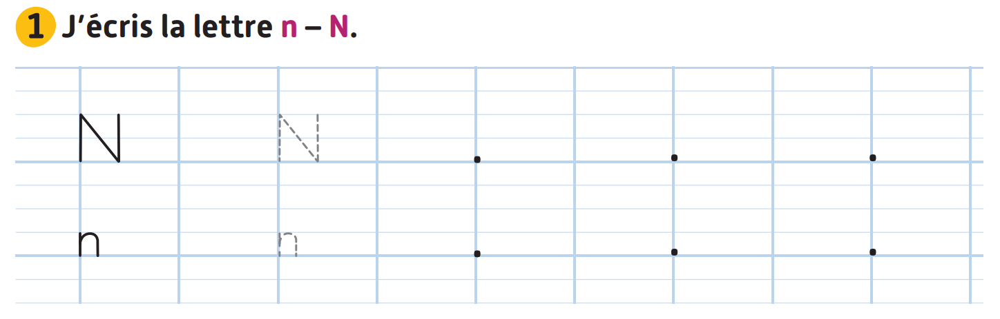 1 J'écris la lettre n – N.
N N . . .
n n . . .